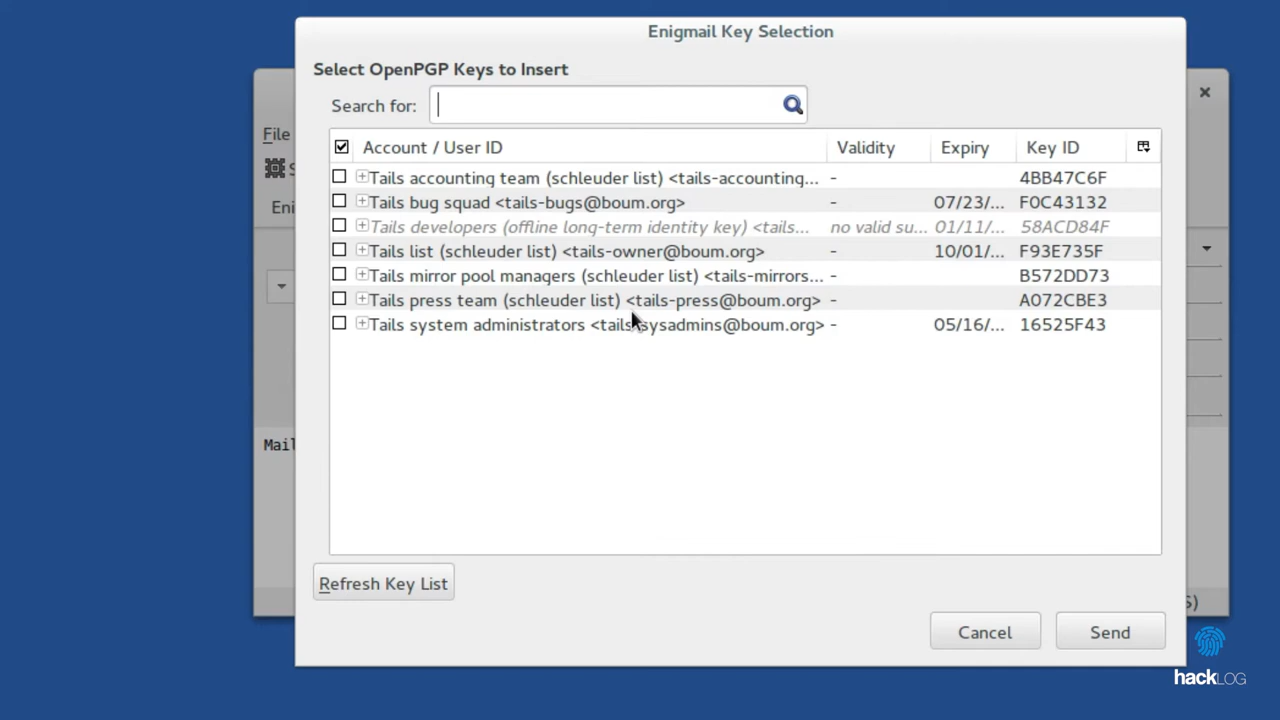 Enigmail Key Selection
Select OpenPGP Keys to Insert
Search for:
Account / User ID Validity Expiry Key ID
Tails accounting team (schleuder list) <tails-accounting... - 4BB47C6F
Tails bug squad <tails-bugs@boum.org> - 07/23/... F0C43132
Tails developers (offline long-term identity key) <tails... no valid su... 01/11/... 58ACD84F
Tails list (schleuder list) <tails-owner@boum.org> - 10/01/... F93E735F
Tails mirror pool managers (schleuder list) <tails-mirrors... B572DD73
Tails press team (schleuder list) <tails-press@boum.org> - A072CBE3
Tails system administrators <tails-sysadmins@boum.org> - 05/16/... 16525F43
Refresh Key List
Cancel Send
File
S
Eni
Mail
S)
hackLOG